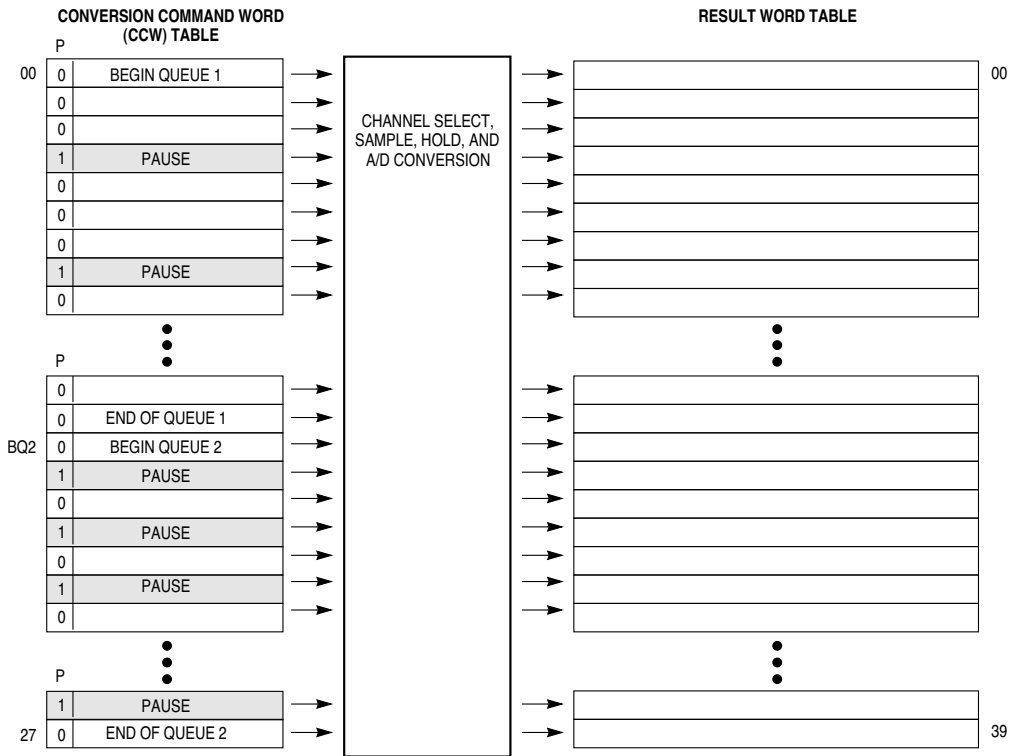 CONVERSION COMMAND WORD
(CCW) TABLE
RESULT WORD TABLE
P
00 0 BEGIN QUEUE 1 00
0
0
1 PAUSE
0
0
0
1 PAUSE
0
CHANNEL SELECT,
SAMPLE, HOLD, AND
A/D CONVERSION
P
0
0 END OF QUEUE 1
BQ2 0 BEGIN QUEUE 2
1 PAUSE
0
1 PAUSE
0
1 PAUSE
0
P
1 PAUSE
27 0 END OF QUEUE 2 39